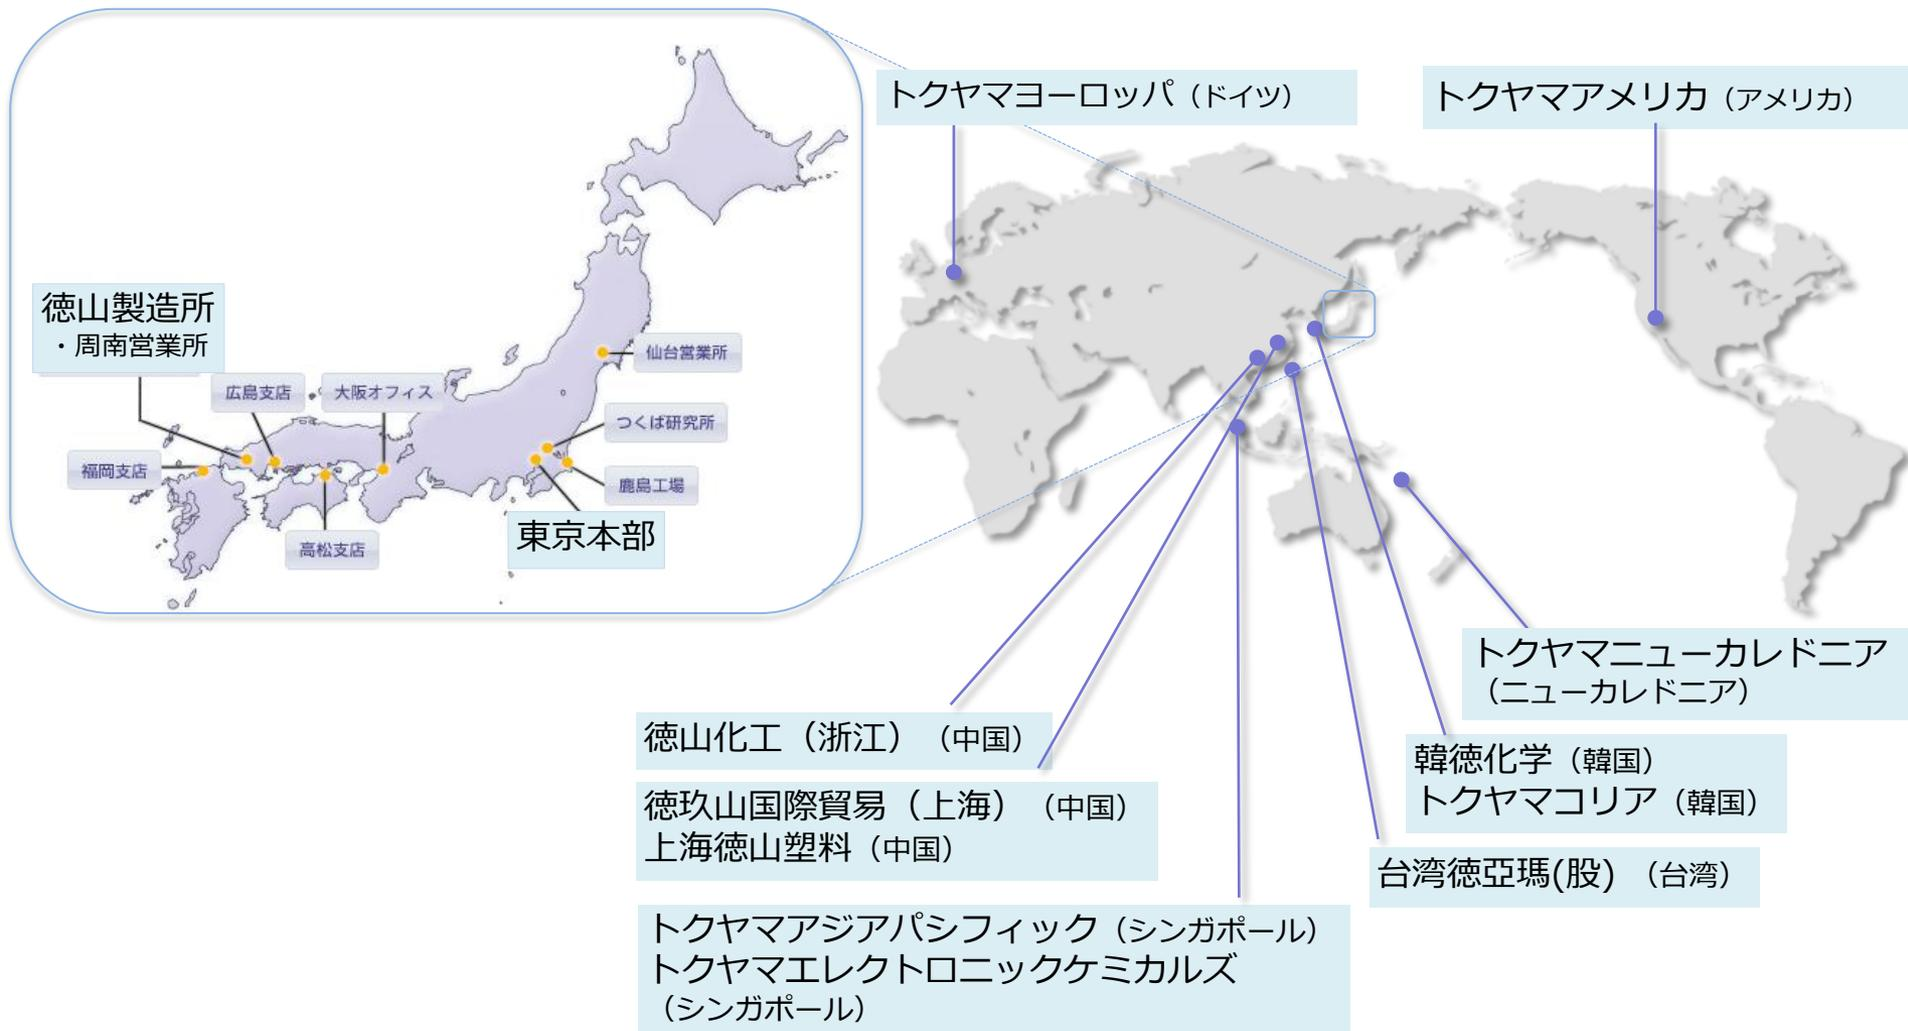 トクヤマヨーロッパ（ドイツ）
トクヤマアメリカ（アメリカ）
徳山製造所
・周南営業所
仙台営業所
広島支店
大阪オフィス
つくば研究所
福岡支店
鹿島工場
東京本部
高松支店
トクヤマニューカレドニア
（ニューカレドニア）
徳山化工（浙江）（中国）
韓徳化学（韓国）
トクヤマコリア（韓国）
徳玖山国際貿易（上海）（中国）
上海徳山塑料（中国）
台湾徳亞瑪(股)（台湾）
トクヤマアジアパシフィック（シンガポール）
トクヤマエレクトロニックケミカルズ
（シンガポール）